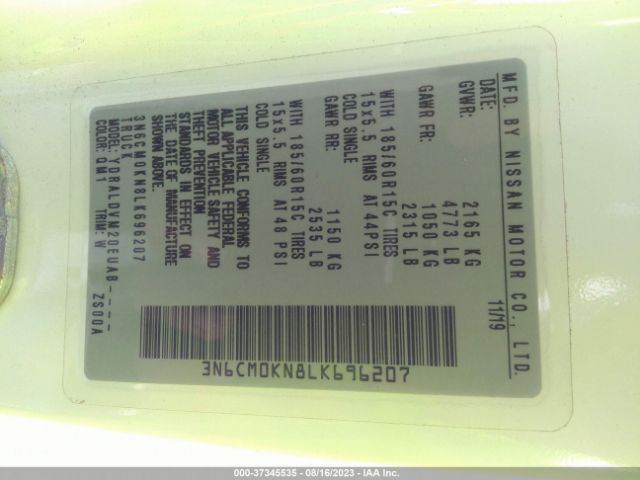 MFD. BY NISSAN MOTOR CO., LTD.
DATE: 11/19
GVWR: 2165 KG
4773 LB
GAWR FR: 1050 KG
2315 LB
WITH 185/60R15C TIRES
15x5.5 RIMS AT 44PSI
COLD SINGLE
GAWR RR: 1150 KG
2535 LB
WITH 185/60R15C TIRES
15x5.5 RIMS AT 48 PSI
COLD SINGLE
THIS VEHICLE CONFORMS TO
ALL APPLICABLE FEDERAL
MOTOR VEHICLE SAFETY AND
THEFT PREVENTION
STANDARDS IN EFFECT ON
THE DATE OF MANUFACTURE
SHOWN ABOVE.
3N6CM0KN8LK696207
TRUCK
MODEL: YDRALDVM20EUAB----
COLOR: QM1 TRIM: W ZS00A
3N6CM0KN8LK696207
000-37345535 - 08/16/2023 - IAA Inc.